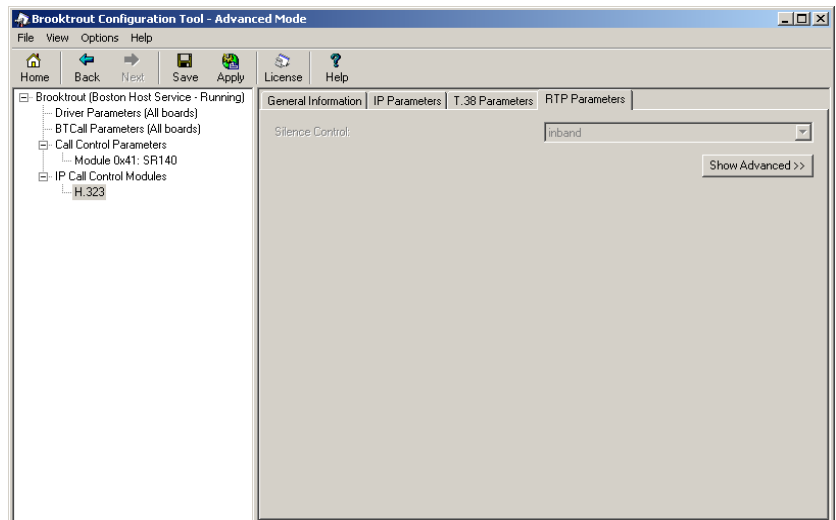 Brooktrout Configuration Tool - Advanced Mode
File View Options Help
Home Back Next Save Apply License Help
Brooktrout (Boston Host Service - Running)
Driver Parameters (All boards)
BTCall Parameters (All boards)
Call Control Parameters
Module 0x41: SR140
IP Call Control Modules
H.323
General Information IP Parameters T.38 Parameters RTP Parameters
Silence Control: inband
Show Advanced >>